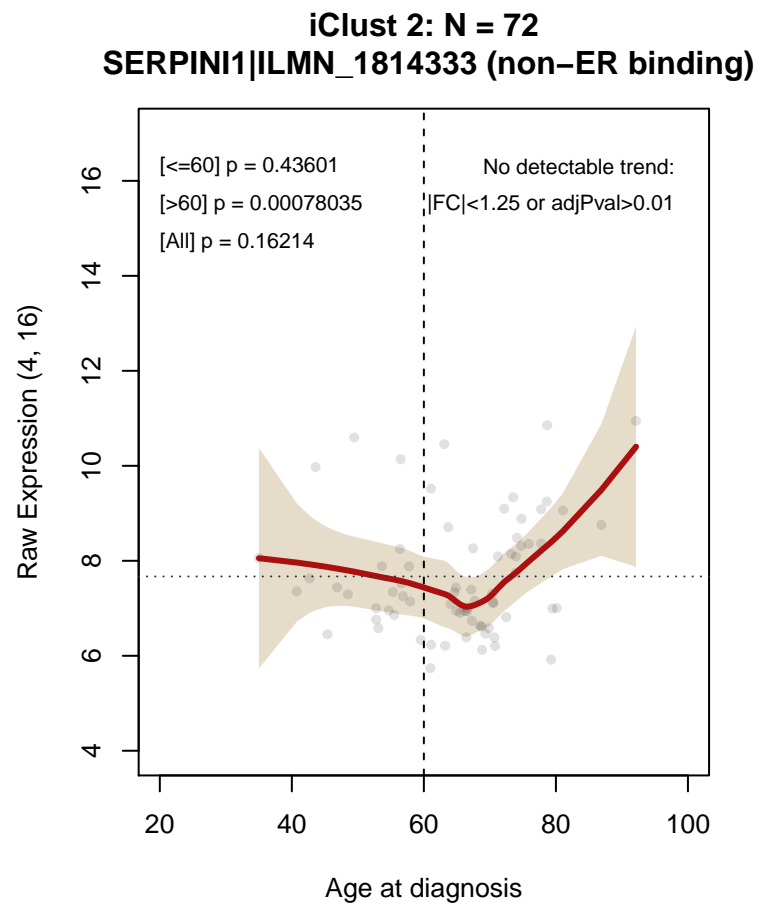 iClust 2: N = 72
SERPINI1|ILMN_1814333 (non−ER binding)
[<=60] p = 0.43601
[>60] p = 0.00078035
[All] p = 0.16214
No detectable trend:
|FC|<1.25 or adjPval>0.01
Raw Expression (4, 16)
16
14
12
10
8
6
4
20 40 60 80 100
Age at diagnosis